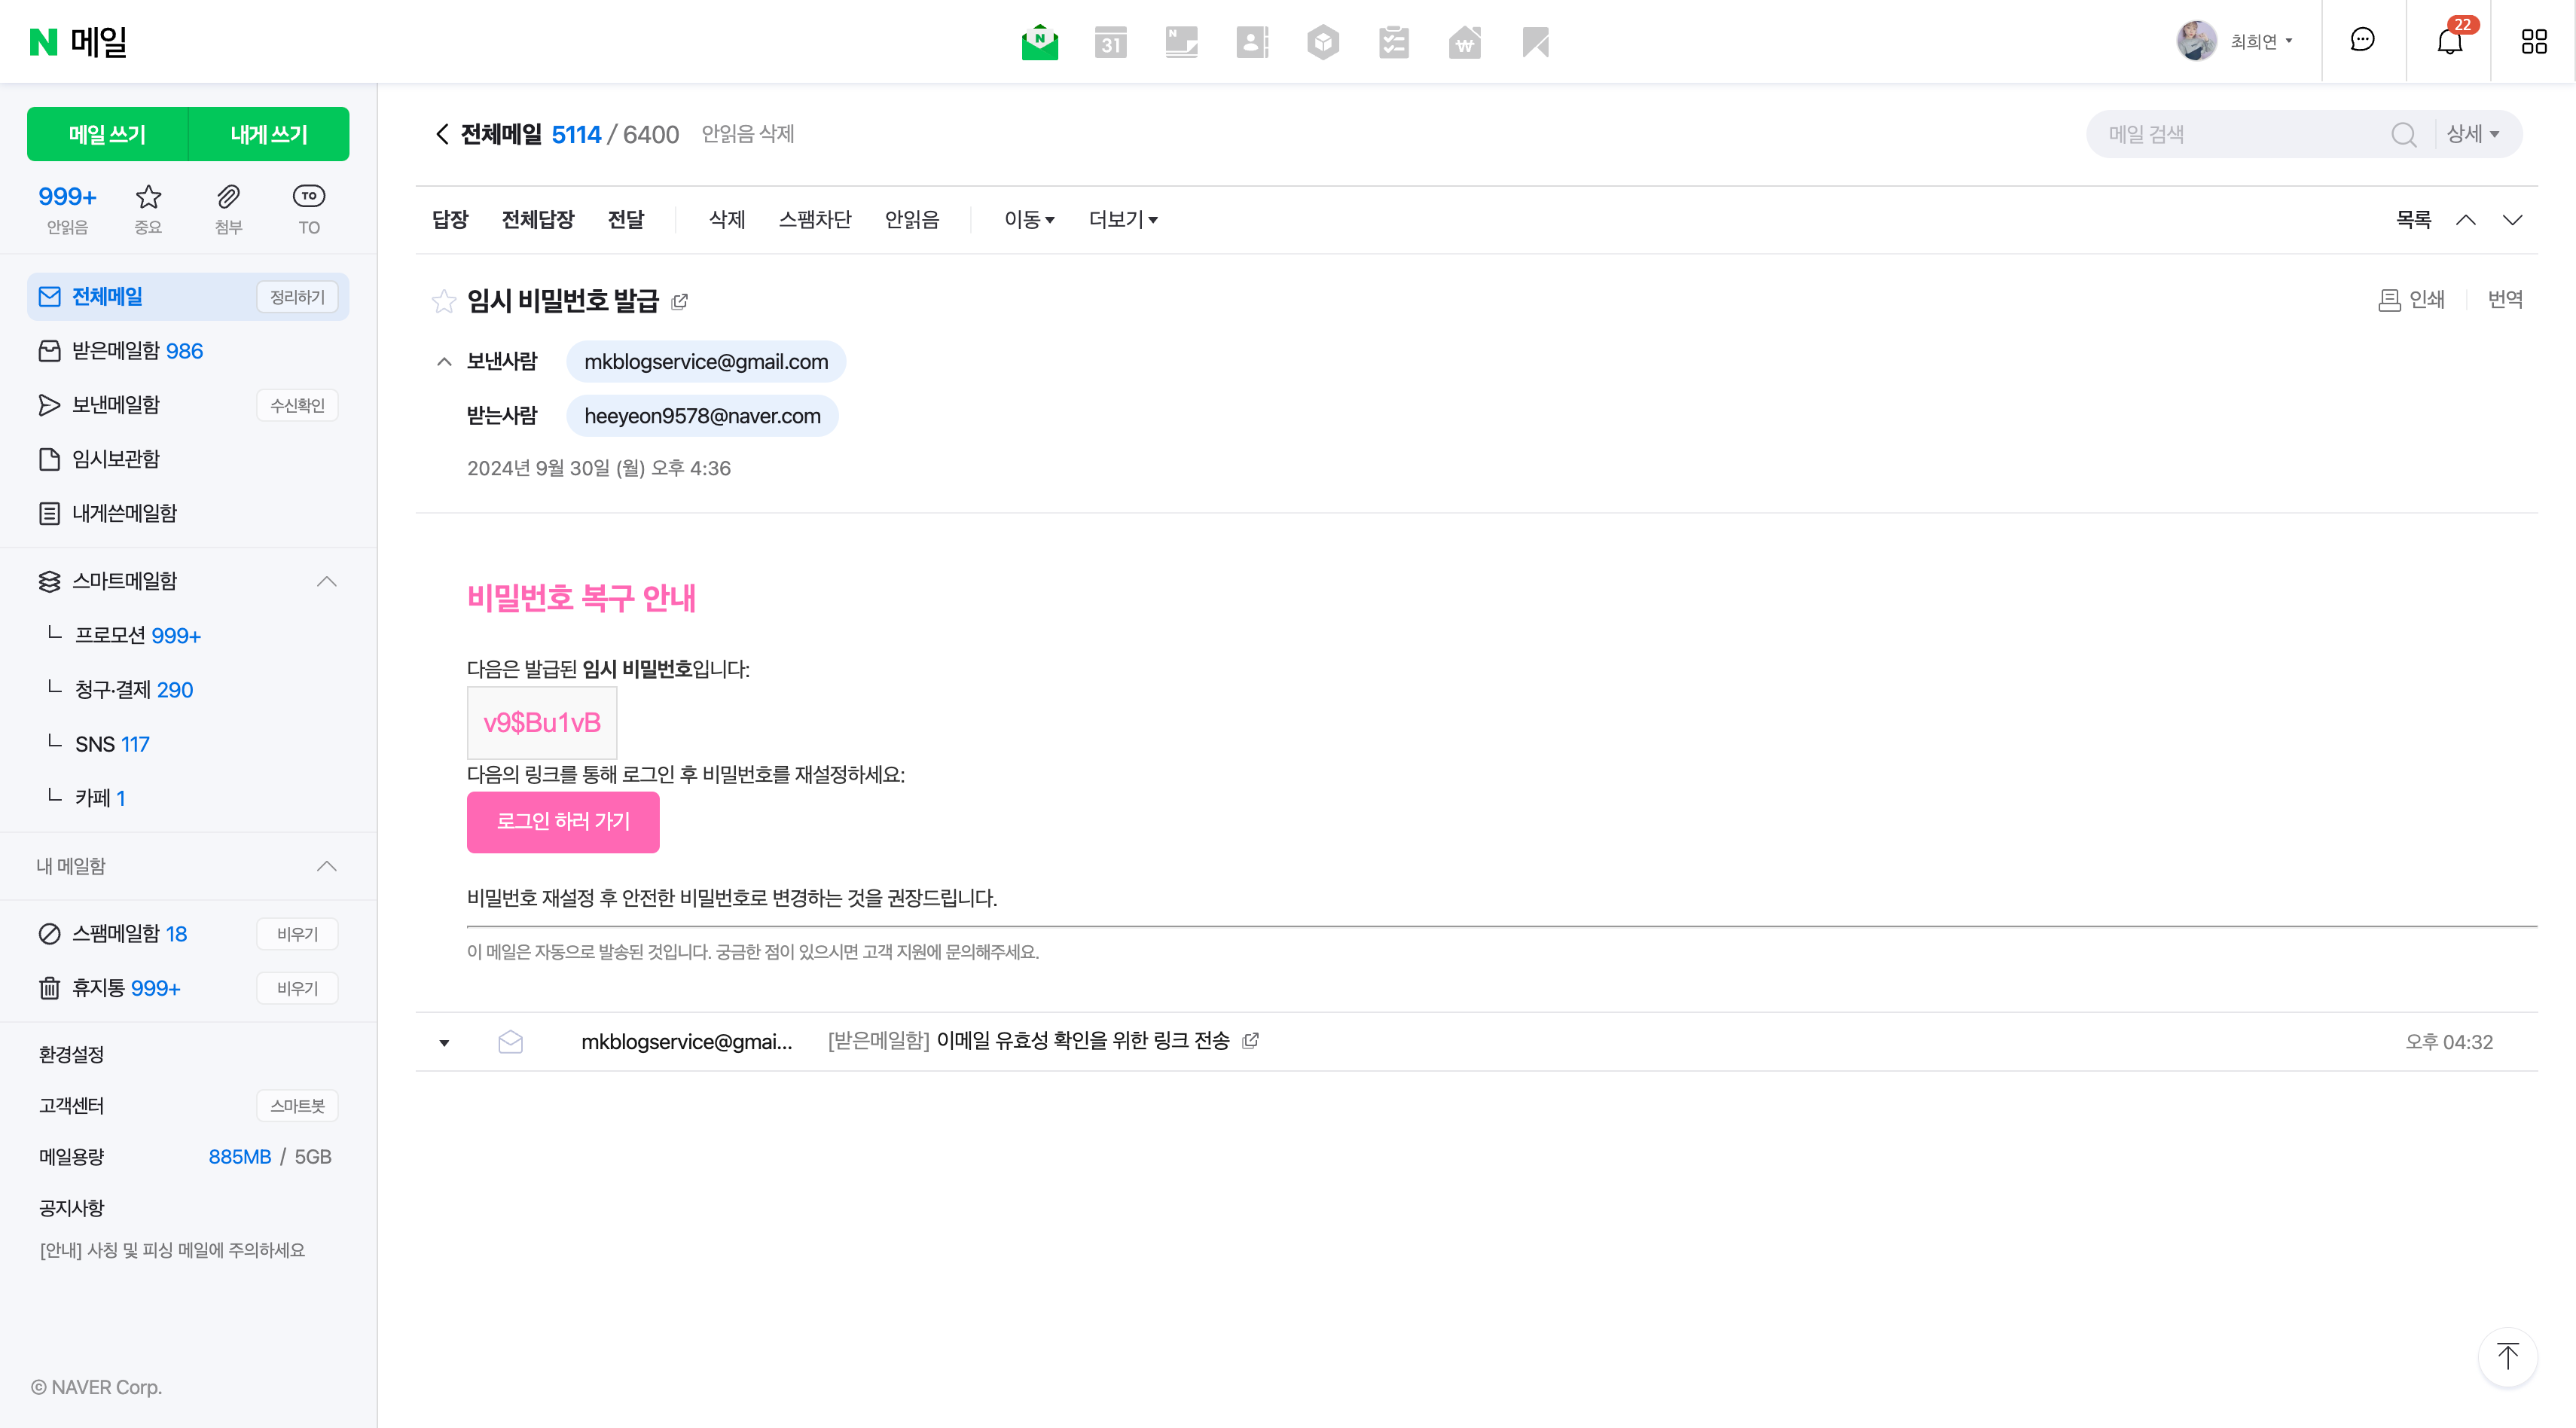 N 메일
N 31 N ₩
최희연
22
메일 쓰기 내게 쓰기
999+ TO
안읽음 중요 첨부 TO
전체메일 정리하기
받은메일함 986
보낸메일함 수신확인
임시보관함
내게쓴메일함
스마트메일함
프로모션 999+
청구·결제 290
SNS 117
카페 1
내 메일함
스팸메일함 18 비우기
휴지통 999+ 비우기
환경설정
고객센터 스마트봇
메일용량 885MB / 5GB
공지사항
[안내] 사칭 및 피싱 메일에 주의하세요
© NAVER Corp.
전체메일 5114 / 6400 안읽음 삭제
메일 검색 상세
답장 전체답장 전달 삭제 스팸차단 안읽음 이동 더보기 목록
임시 비밀번호 발급 인쇄 번역
보낸사람 mkblogservice@gmail.com
받는사람 heeyeon9578@naver.com
2024년 9월 30일 (월) 오후 4:36
비밀번호 복구 안내
다음은 발급된 임시 비밀번호입니다:
v9$Bu1vB
다음의 링크를 통해 로그인 후 비밀번호를 재설정하세요:
로그인 하러 가기
비밀번호 재설정 후 안전한 비밀번호로 변경하는 것을 권장드립니다.
이 메일은 자동으로 발송된 것입니다. 궁금한 점이 있으시면 고객 지원에 문의해주세요.
mkblogservice@gmai... [받은메일함] 이메일 유효성 확인을 위한 링크 전송 오후 04:32